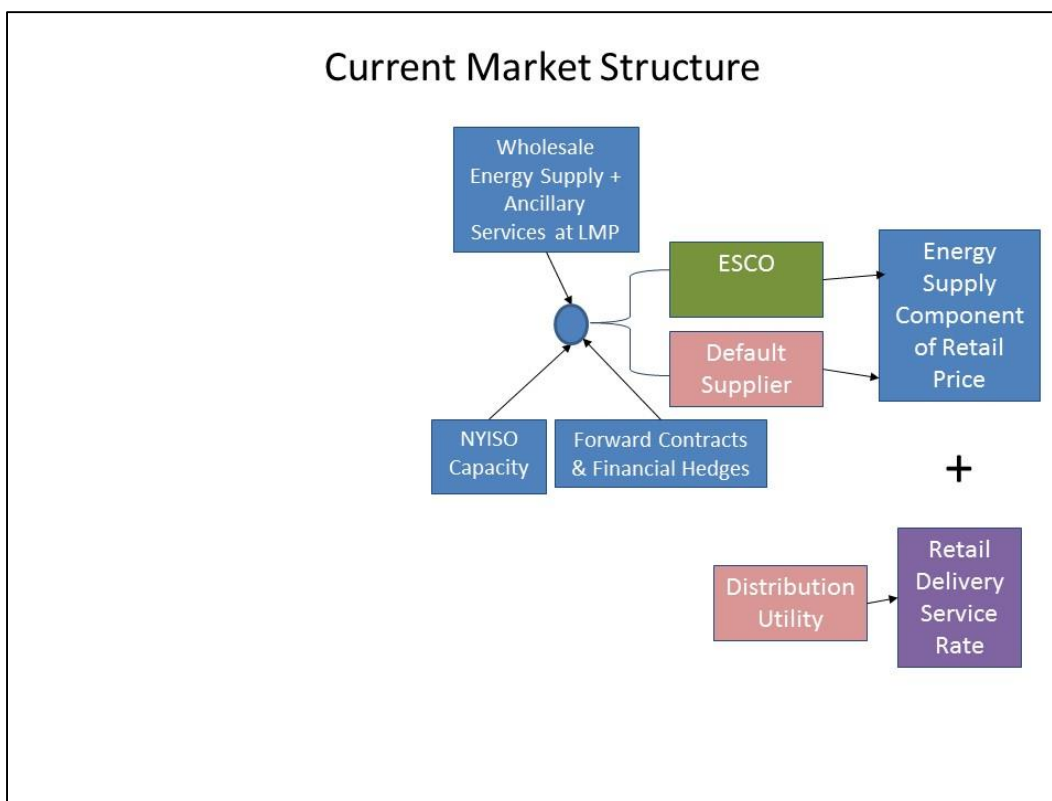 Current Market Structure
Wholesale
Energy Supply +
Ancillary
Services at LMP
ESCO
Default
Supplier
Energy
Supply
Component
of Retail
Price
NYISO
Capacity
Forward Contracts
& Financial Hedges
+
Distribution
Utility
Retail
Delivery
Service
Rate